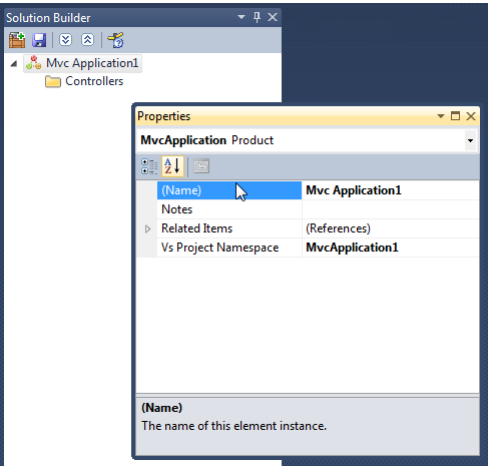 Solution Builder
Mvc Application1
Controllers
Properties
MvcApplication Product
(Name) Mvc Application1
Notes
Related Items (References)
Vs Project Namespace MvcApplication1
(Name)
The name of this element instance.